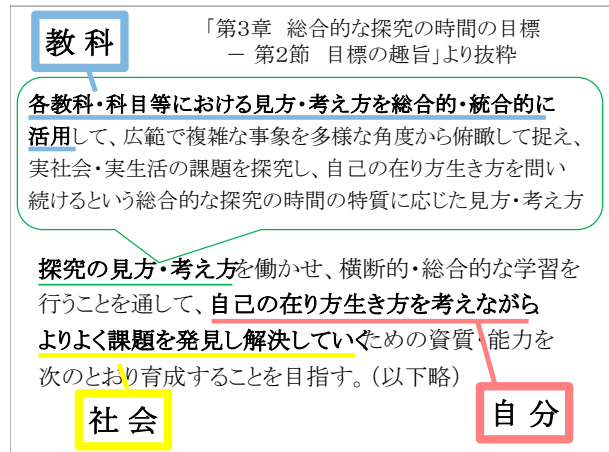 教科
「第3章 総合的な探究の時間の目標
－ 第2節 目標の趣旨」より抜粋
各教科・科目等における見方・考え方を総合的・統合的に
活用して、広範で複雑な事象を多様な角度から俯瞰して捉え、
実社会・実生活の課題を探究し、自己の在り方生き方を問い
続けるという総合的な探究の時間の特質に応じた見方・考え方
探究の見方・考え方を働かせ、横断的・総合的な学習を
行うことを通して、自己の在り方生き方を考えながら
よりよく課題を発見し解決していくための資質・能力を
次のとおり育成することを目指す。（以下略）
社会
自分